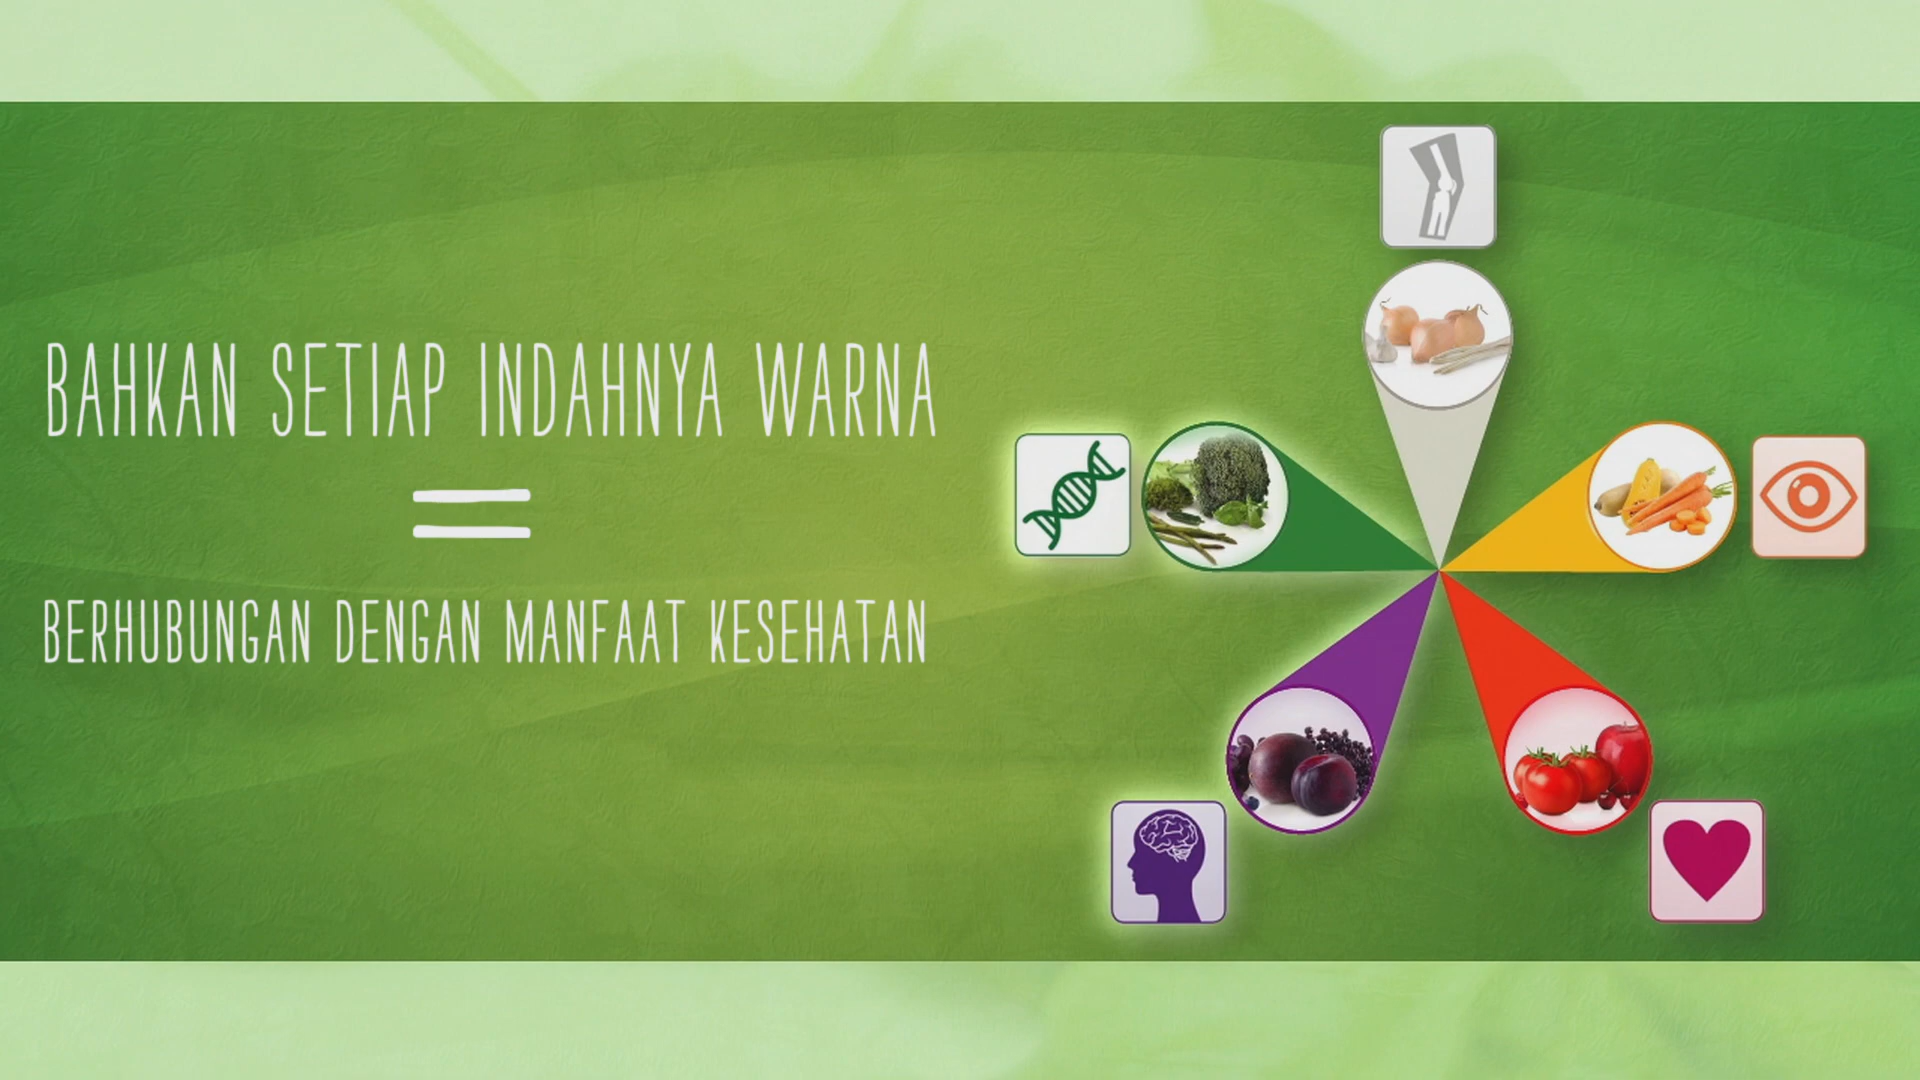 BAHKAN SETIAP INDAHNYA WARNA
=
BERHUBUNGAN DENGAN MANFAAT KESEHATAN